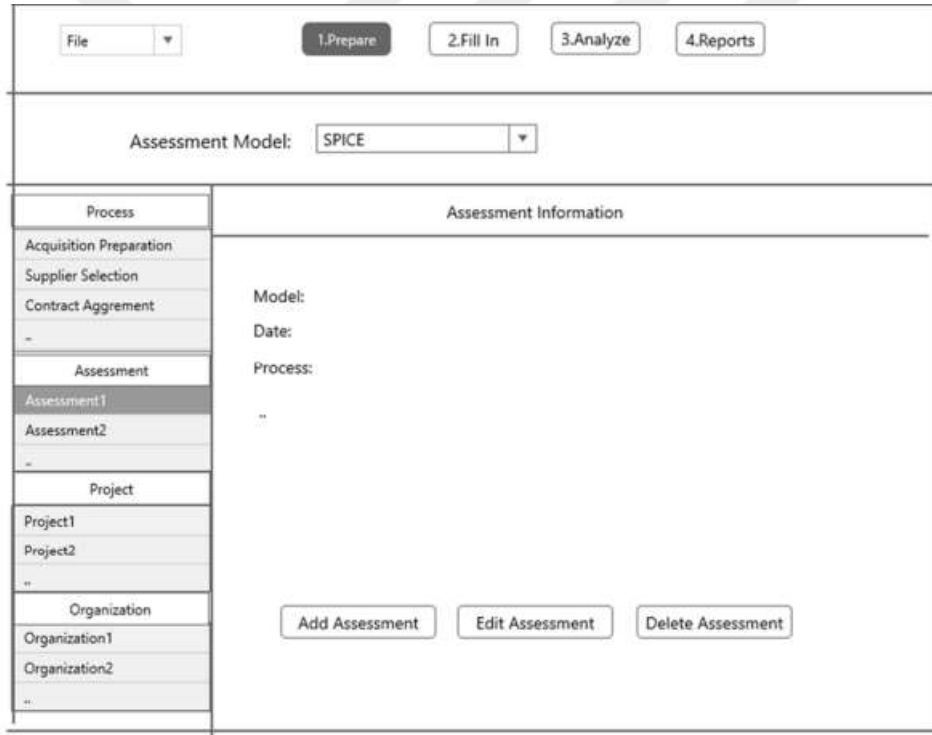 File
1.Prepare
2.Fill In
3.Analyze
4.Reports
Assessment Model:
SPICE
Process
Acquisition Preparation
Supplier Selection
Contract Aggrement
..
Assessment
Assessment1
Assessment2
..
Project
Project1
Project2
..
Organization
Organization1
Organization2
..
Assessment Information
Model:
Date:
Process:
..
Add Assessment
Edit Assessment
Delete Assessment